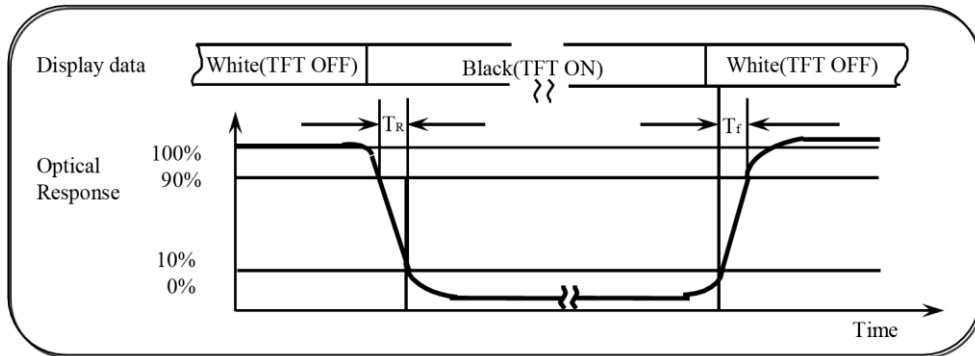 Display data
White(TFT OFF)
Black(TFT ON)
White(TFT OFF)
TR
Tf
Optical
Response
100%
90%
10%
0%
Time